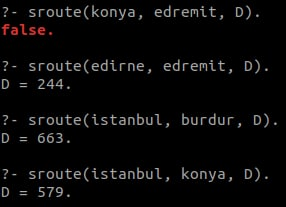 ?- sroute(konya, edremit, D).
false.
?- sroute(edirne, edremit, D).
D = 244.
?- sroute(istanbul, burdur, D).
D = 663.
?- sroute(istanbul, konya, D).
D = 579.